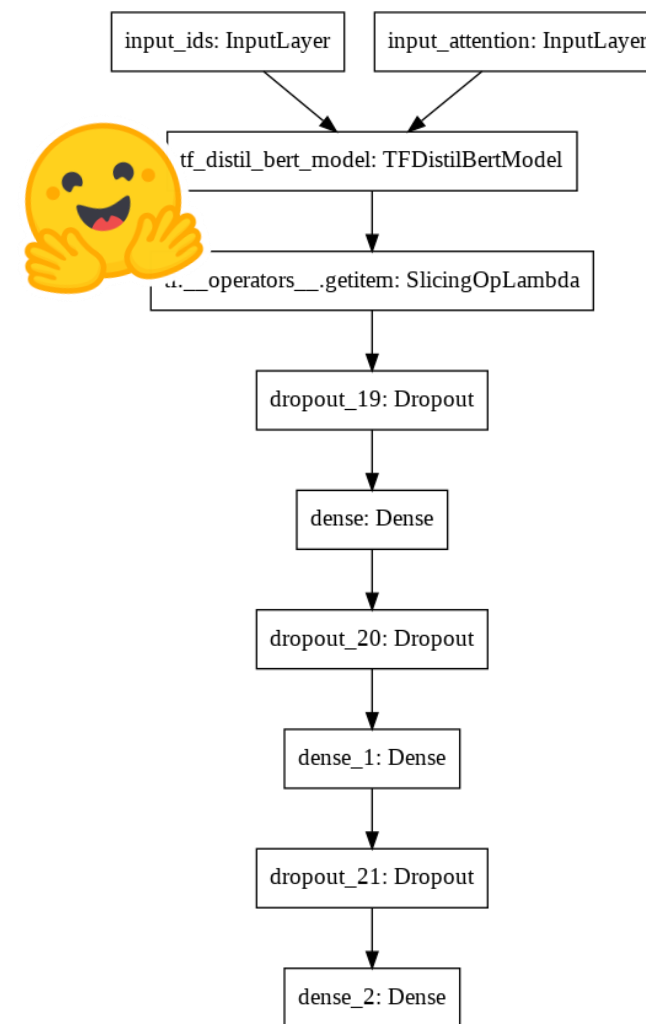 input_ids: InputLayer
input_attention: InputLayer
tf_distil_bert_model: TFDistilBertModel
tf.__operators__.getitem: SlicingOpLambda
dropout_19: Dropout
dense: Dense
dropout_20: Dropout
dense_1: Dense
dropout_21: Dropout
dense_2: Dense